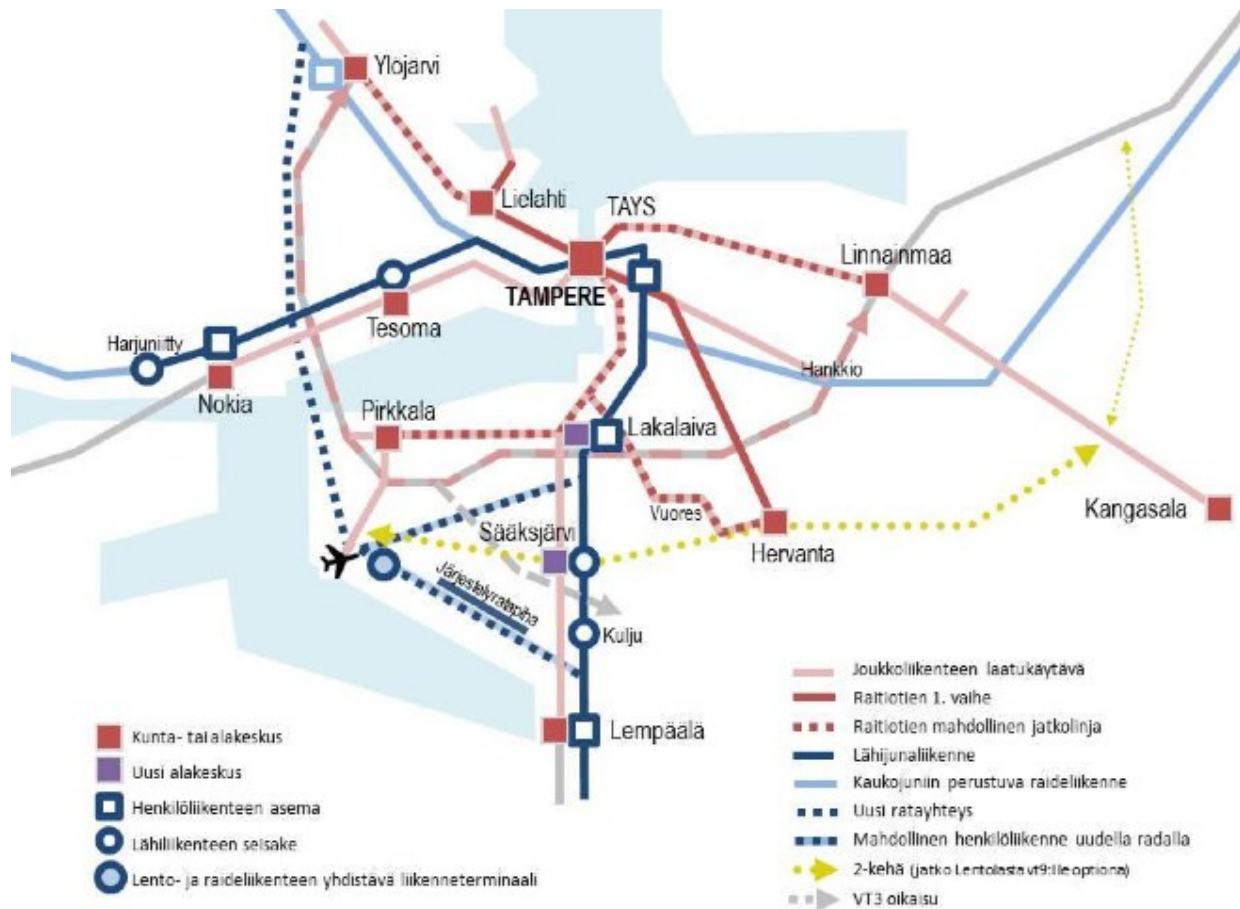 Ylöjarvi
Lielahti
TAYS
Linnainmaa
TAMPERE
Tesoma
Harjuniitty
Nokia
Hankkio
Pirkkala
Lakalaiva
Vuores
Kangasala
Sääksjärvi
Hervanta
Järjestelyratapiha
Kulju
Lempäälä
Kunta- tai alakeskus
Uusi alakeskus
Henkilöliikenteen asema
Lähiliikenteen seisake
Lento- ja raideliikenteen yhdistävä liikenneterminaali
Joukkoliikenteen laatukäytävä
Raitiotien 1. vaihe
Raitiotien mahdollinen jatkolinja
Lähijunaliikenne
Kaukojuniin perustuva raideliikenne
Uusi ratayhteys
Mahdollinen henkilöliikenne uudella radalla
2-kehä (jatko Lentolasta vt9:lle optiona)
VT3 oikaisu